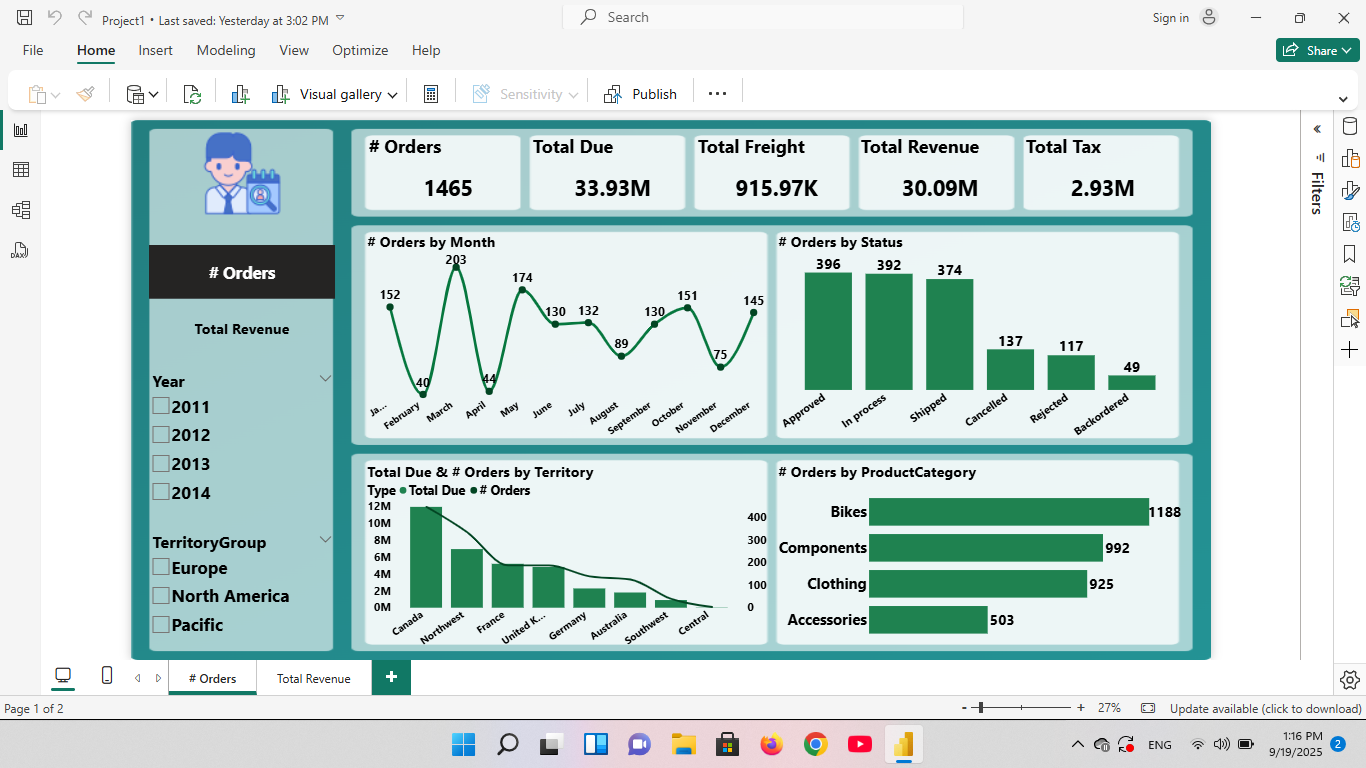 Project1 • Last saved: Yesterday at 3:02 PM
Search
Sign in
File Home Insert Modeling View Optimize Help
Share
Visual gallery
Sensitivity
Publish
# Orders
1465
Total Due
33.93M
Total Freight
915.97K
Total Revenue
30.09M
Total Tax
2.93M
# Orders
Total Revenue
Year
2011
2012
2013
2014
TerritoryGroup
Europe
North America
Pacific
# Orders by Month
152 40 203 44 174 130 132 89 130 151 75 145
Ja... February March April May June July August September October November December
# Orders by Status
396 392 374 137 117 49
Approved In process Shipped Cancelled Rejected Backordered
Total Due & # Orders by Territory
Type Total Due # Orders
12M
10M
8M
6M
4M
2M
0M
400
300
200
100
0
Canada Northwest France United K... Germany Australia Southwest Central
# Orders by ProductCategory
Bikes 1188
Components 992
Clothing 925
Accessories 503
Filters
DAX
# Orders
Total Revenue
Page 1 of 2
- + 27%
Update available (click to download)
ENG
1:16 PM
9/19/2025
2